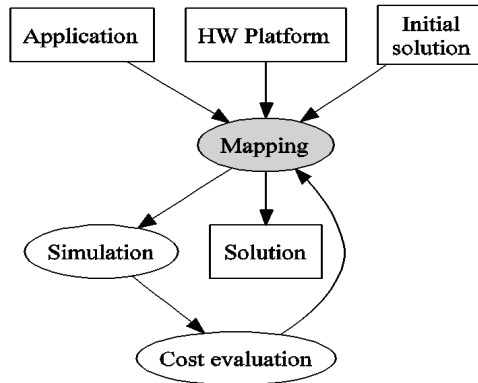 Application
HW Platform
Initial
solution
Mapping
Simulation
Solution
Cost evaluation